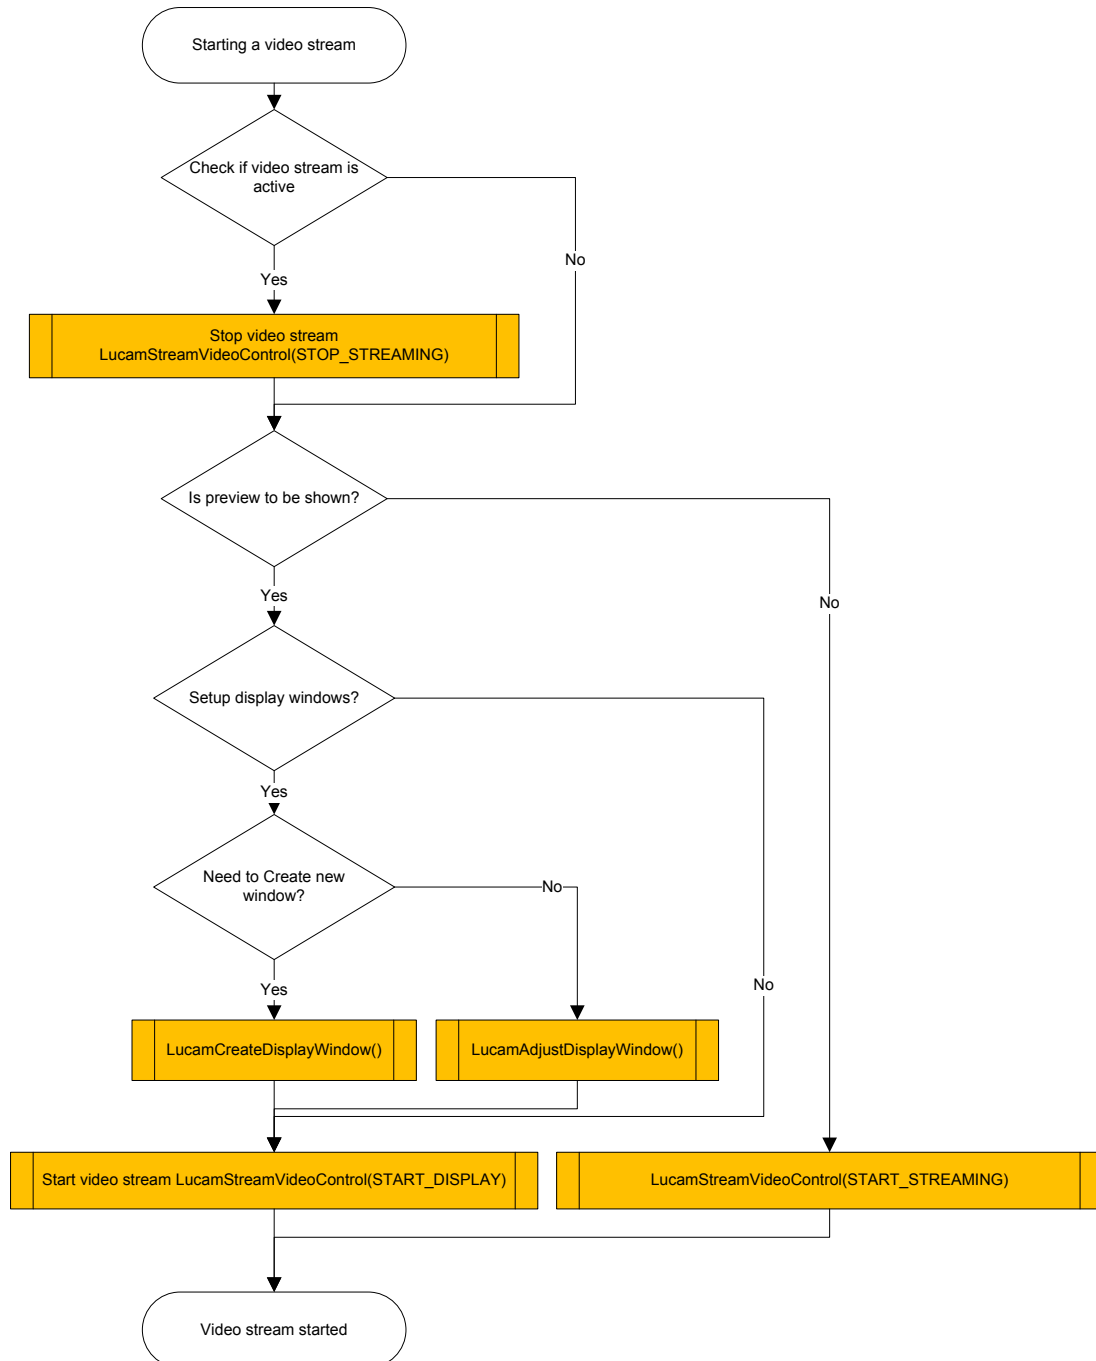 Starting a video stream
Check if video stream is
active
No
Yes
Stop video stream
LucamStreamVideoControl(STOP_STREAMING)
Is preview to be shown?
Yes
No
Setup display windows?
Yes
Need to Create new
window?
No
Yes
No
LucamCreateDisplayWindow()
LucamAdjustDisplayWindow()
Start video stream LucamStreamVideoControl(START_DISPLAY)
LucamStreamVideoControl(START_STREAMING)
Video stream started